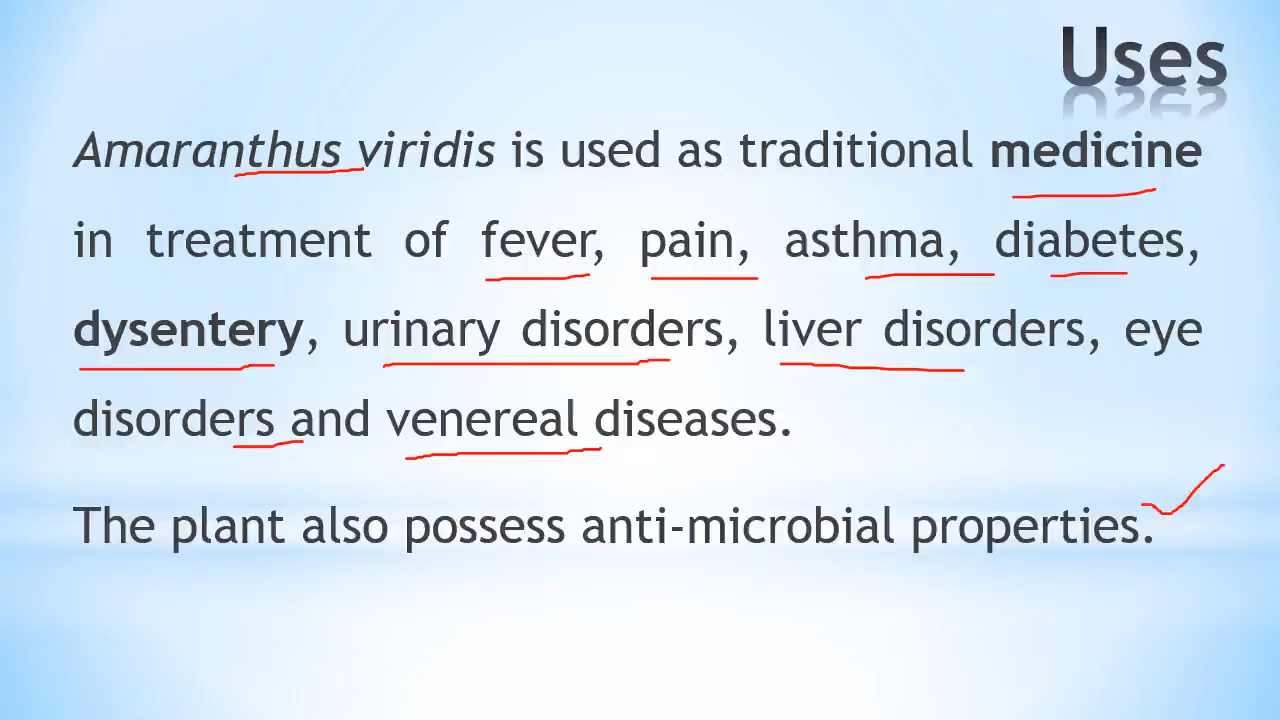 Uses
Amaranthus viridis is used as traditional medicine
in treatment of fever, pain, asthma, diabetes,
dysentery, urinary disorders, liver disorders, eye
disorders and venereal diseases.
The plant also possess anti-microbial properties.